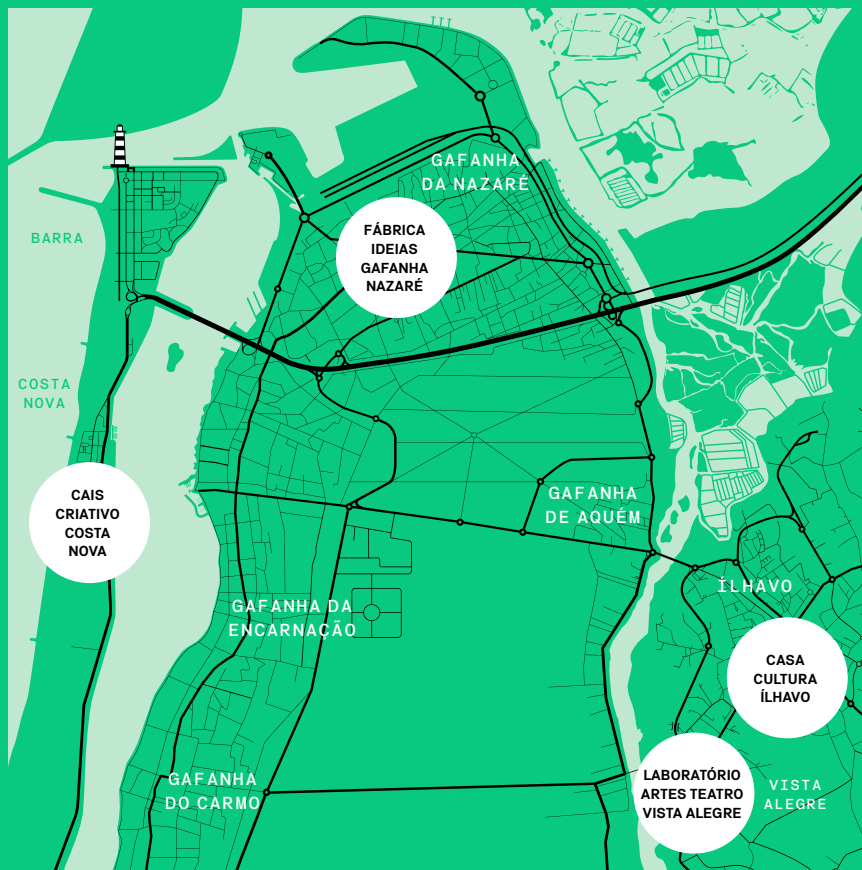 GAFANHA
DA NAZARÉ
FÁBRICA
IDEIAS
GAFANHA
NAZARÉ
BARRA
COSTA
NOVA
CAIS
CRIATIVO
COSTA
NOVA
GAFANHA
DE AQUÉM
ÍLHAVO
GAFANHA DA
ENCARNAÇÃO
CASA
CULTURA
ÍLHAVO
GAFANHA
DO CARMO
LABORATÓRIO
ARTES TEATRO
VISTA ALEGRE
VISTA
ALEGRE